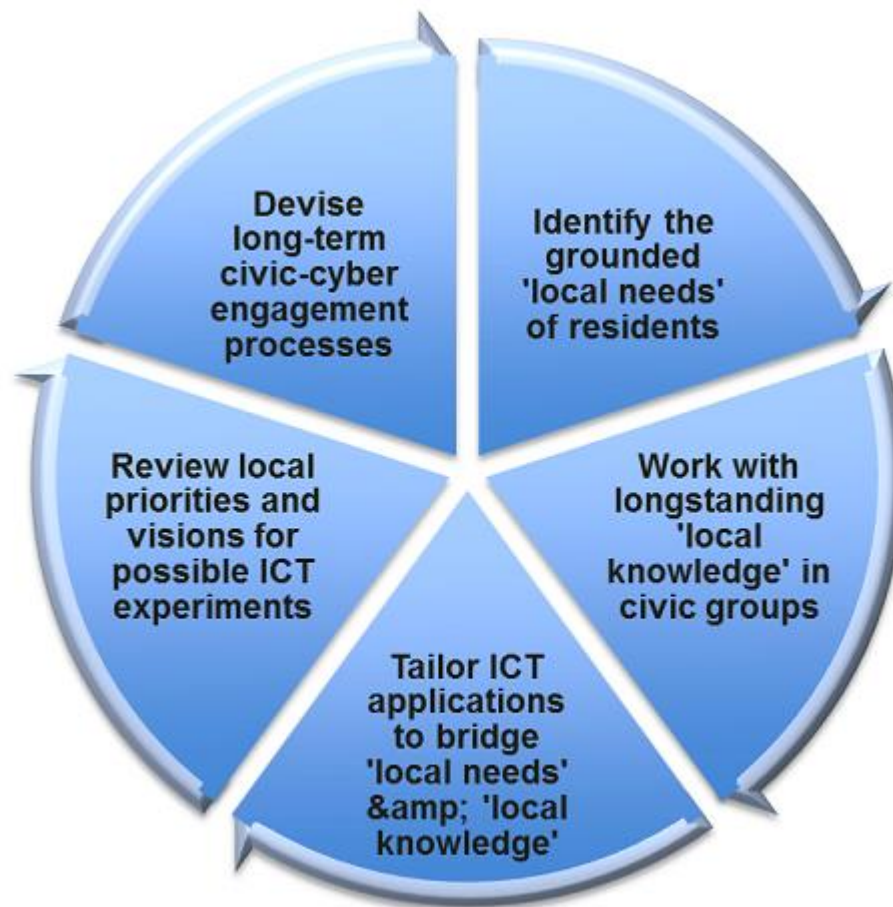 Devise
long-term
civic-cyber
engagement
processes
Identify the
grounded
'local needs'
of residents
Review local
priorities and
visions for
possible ICT
experiments
Work with
longstanding
'local
knowledge' in
civic groups
Tailor ICT
applications
to bridge
'local needs'
&amp; 'local
knowledge'